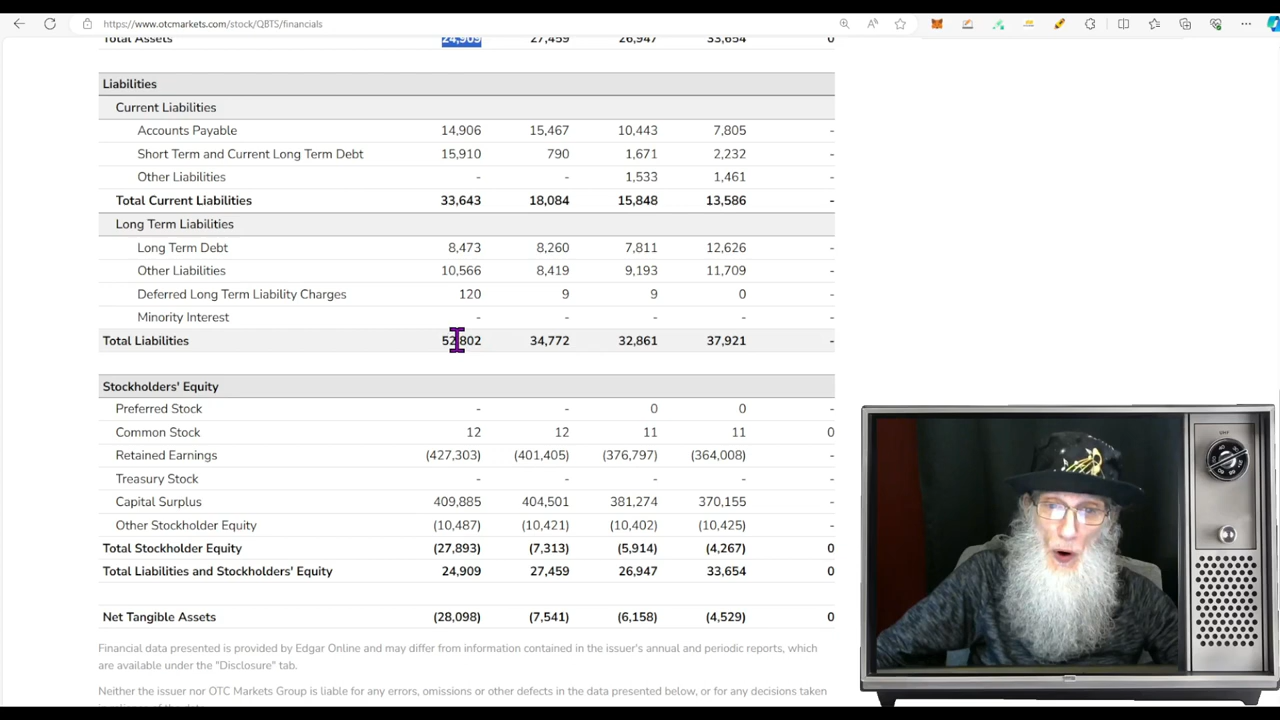 https://www.otcmarkets.com/stock/QBTS/financials
Total Assets 24,909 27,459 26,947 33,654 0
Liabilities
Current Liabilities
Accounts Payable 14,906 15,467 10,443 7,805 -
Short Term and Current Long Term Debt 15,910 790 1,671 2,232 -
Other Liabilities - - 1,533 1,461 -
Total Current Liabilities 33,643 18,084 15,848 13,586 -
Long Term Liabilities
Long Term Debt 8,473 8,260 7,811 12,626 -
Other Liabilities 10,566 8,419 9,193 11,709 -
Deferred Long Term Liability Charges 120 9 9 0 -
Minority Interest - - - - -
Total Liabilities 52,802 34,772 32,861 37,921 -
Stockholders' Equity
Preferred Stock - - 0 0 -
Common Stock 12 12 11 11 0
Retained Earnings (427,303) (401,405) (376,797) (364,008) -
Treasury Stock - - - - -
Capital Surplus 409,885 404,501 381,274 370,155 -
Other Stockholder Equity (10,487) (10,421) (10,402) (10,425) -
Total Stockholder Equity (27,893) (7,313) (5,914) (4,267) 0
Total Liabilities and Stockholders' Equity 24,909 27,459 26,947 33,654 0
Net Tangible Assets (28,098) (7,541) (6,158) (4,529) 0
Financial data presented is provided by Edgar Online and may differ from information contained in the issuer's annual and periodic reports, which
are available under the "Disclosure" tab.
Neither the issuer nor OTC Markets Group is liable for any errors, omissions or other defects in the data presented below, or for any decisions taken